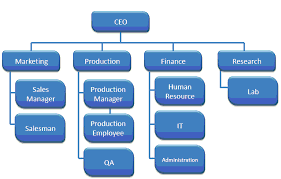 CEO
Marketing
Production
Finance
Research
Sales
Manager
Salesman
Production
Manager
Production
Employee
QA
Human
Resource
IT
Administration
Lab